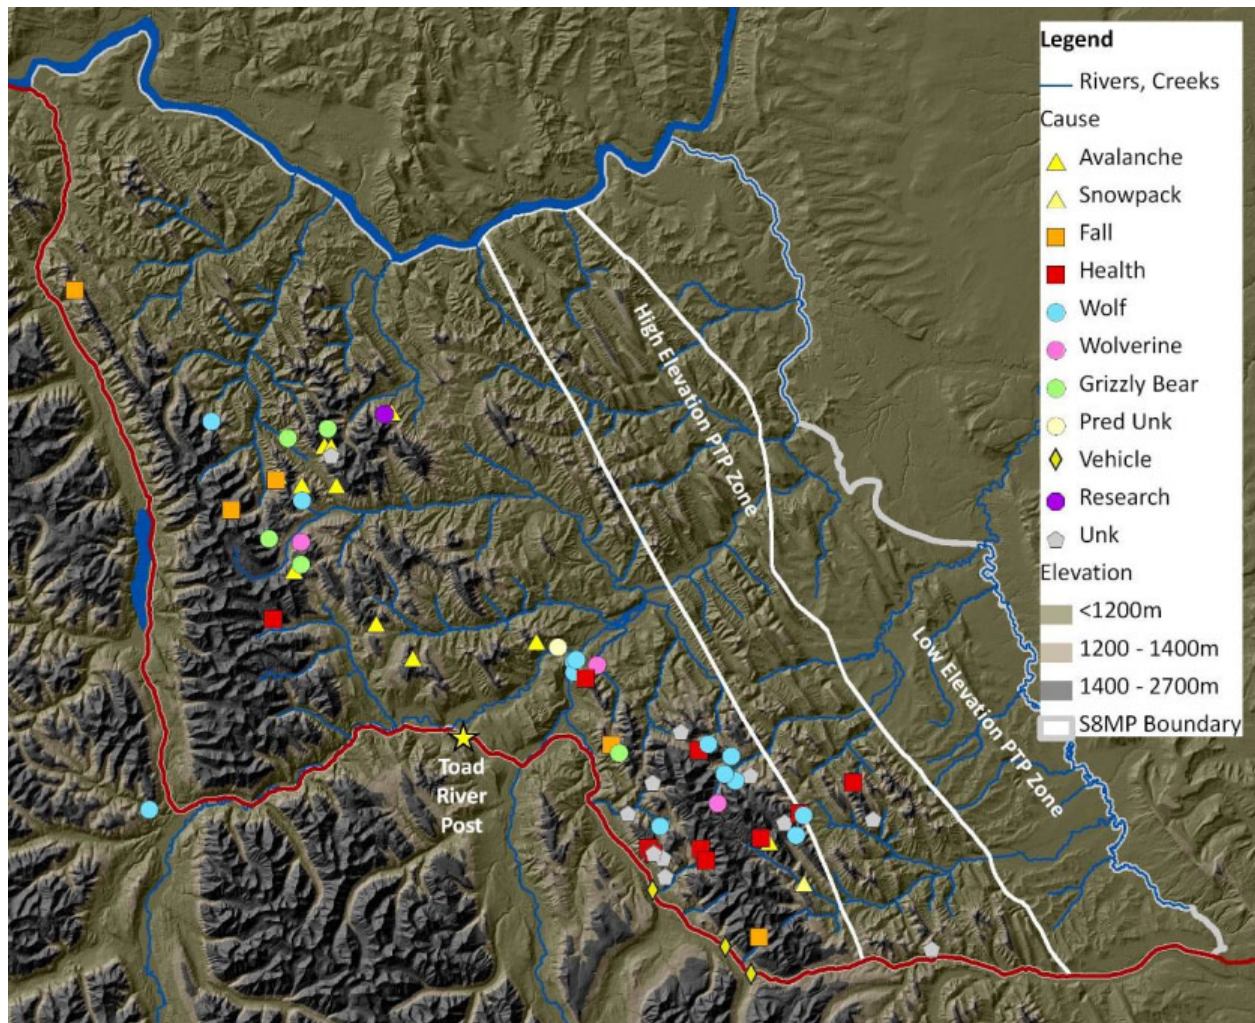 Legend
Rivers, Creeks
Cause
Avalanche
Snowpack
Fall
Health
Wolf
Wolverine
Grizzly Bear
Pred Unk
Vehicle
Research
Unk
Elevation
<1200m
1200 - 1400m
1400 - 2700m
S8MP Boundary
High Elevation PTP Zone
Low Elevation PTP Zone
Toad
River
Post